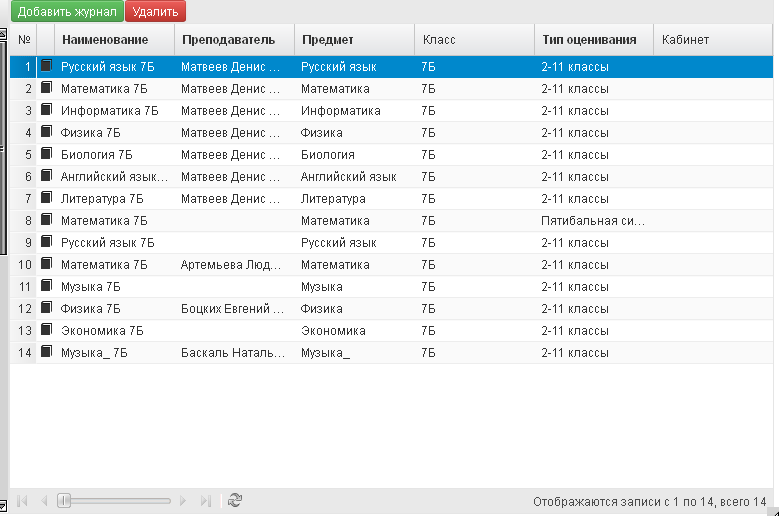 Добавить журнал Удалить
№ Наименование Преподаватель Предмет Класс Тип оценивания Кабинет
1 Русский язык 7Б Матвеев Денис ... Русский язык 7Б 2-11 классы
2 Математика 7Б Матвеев Денис ... Математика 7Б 2-11 классы
3 Информатика 7Б Матвеев Денис ... Информатика 7Б 2-11 классы
4 Физика 7Б Матвеев Денис ... Физика 7Б 2-11 классы
5 Биология 7Б Матвеев Денис ... Биология 7Б 2-11 классы
6 Английский язык... Матвеев Денис ... Английский язык 7Б 2-11 классы
7 Литература 7Б Матвеев Денис ... Литература 7Б 2-11 классы
8 Математика 7Б Математика 7Б Пятибальная си...
9 Русский язык 7Б Русский язык 7Б 2-11 классы
10 Математика 7Б Артемьева Люд... Математика 7Б 2-11 классы
11 Музыка 7Б Музыка 7Б 2-11 классы
12 Физика 7Б Боцких Евгений ... Физика 7Б 2-11 классы
13 Экономика 7Б Экономика 7Б 2-11 классы
14 Музыка_ 7Б Баскаль Наталь... Музыка_ 7Б 2-11 классы
Отображаются записи с 1 по 14, всего 14